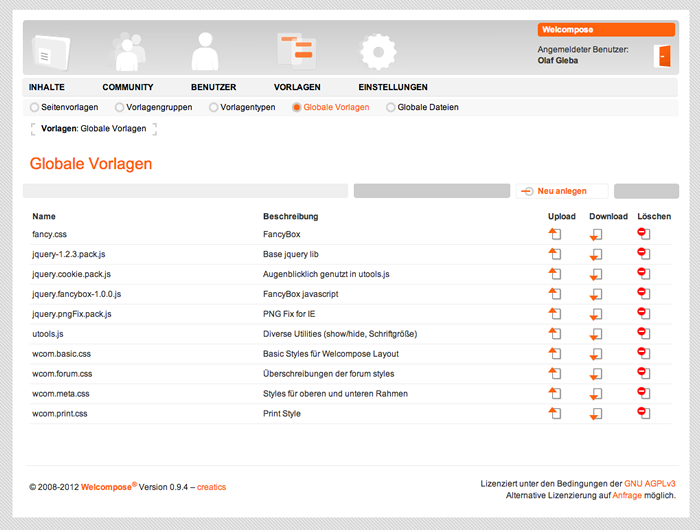 Welcompose
Angemeldeter Benutzer:
Olaf Gleba
INHALTE COMMUNITY BENUTZER VORLAGEN EINSTELLUNGEN
Seitenvorlagen Vorlagengruppen Vorlagentypen Globale Vorlagen Globale Dateien
Vorlagen: Globale Vorlagen
Globale Vorlagen
Neu anlegen
Name Beschreibung Upload Download Löschen
fancy.css FancyBox
jquery-1.2.3.pack.js Base jquery lib
jquery.cookie.pack.js Augenblicklich genutzt in utools.js
jquery.fancybox-1.0.0.js FancyBox javascript
jquery.pngFix.pack.js PNG Fix for IE
utools.js Diverse Utilities (show/hide, Schriftgröße)
wcom.basic.css Basic Styles für Welcompose Layout
wcom.forum.css Überschreibungen der forum styles
wcom.meta.css Styles für oberen und unteren Rahmen
wcom.print.css Print Style
© 2008-2012 Welcompose® Version 0.9.4 – creatics
Lizenziert unter den Bedingungen der GNU AGPLv3
Alternative Lizenzierung auf Anfrage möglich.